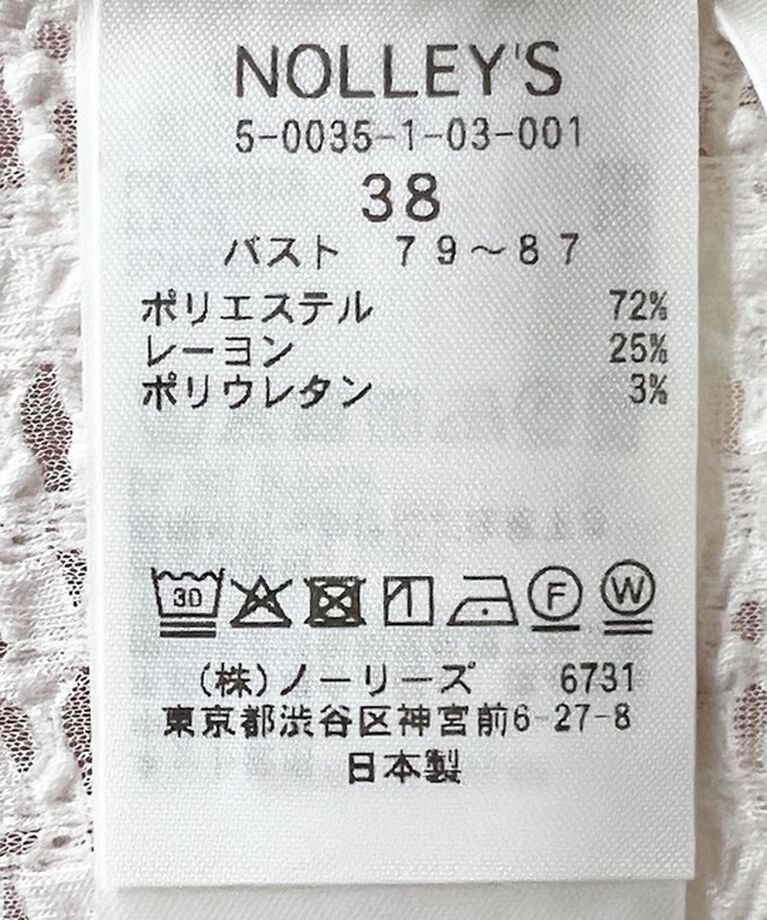 NOLLEY'S
5-0035-1-03-001
38
バスト 79〜87
ポリエステル 72%
レーヨン 25%
ポリウレタン 3%
30 F W
(株)ノーリーズ 6731
東京都渋谷区神宮前6-27-8
日本製